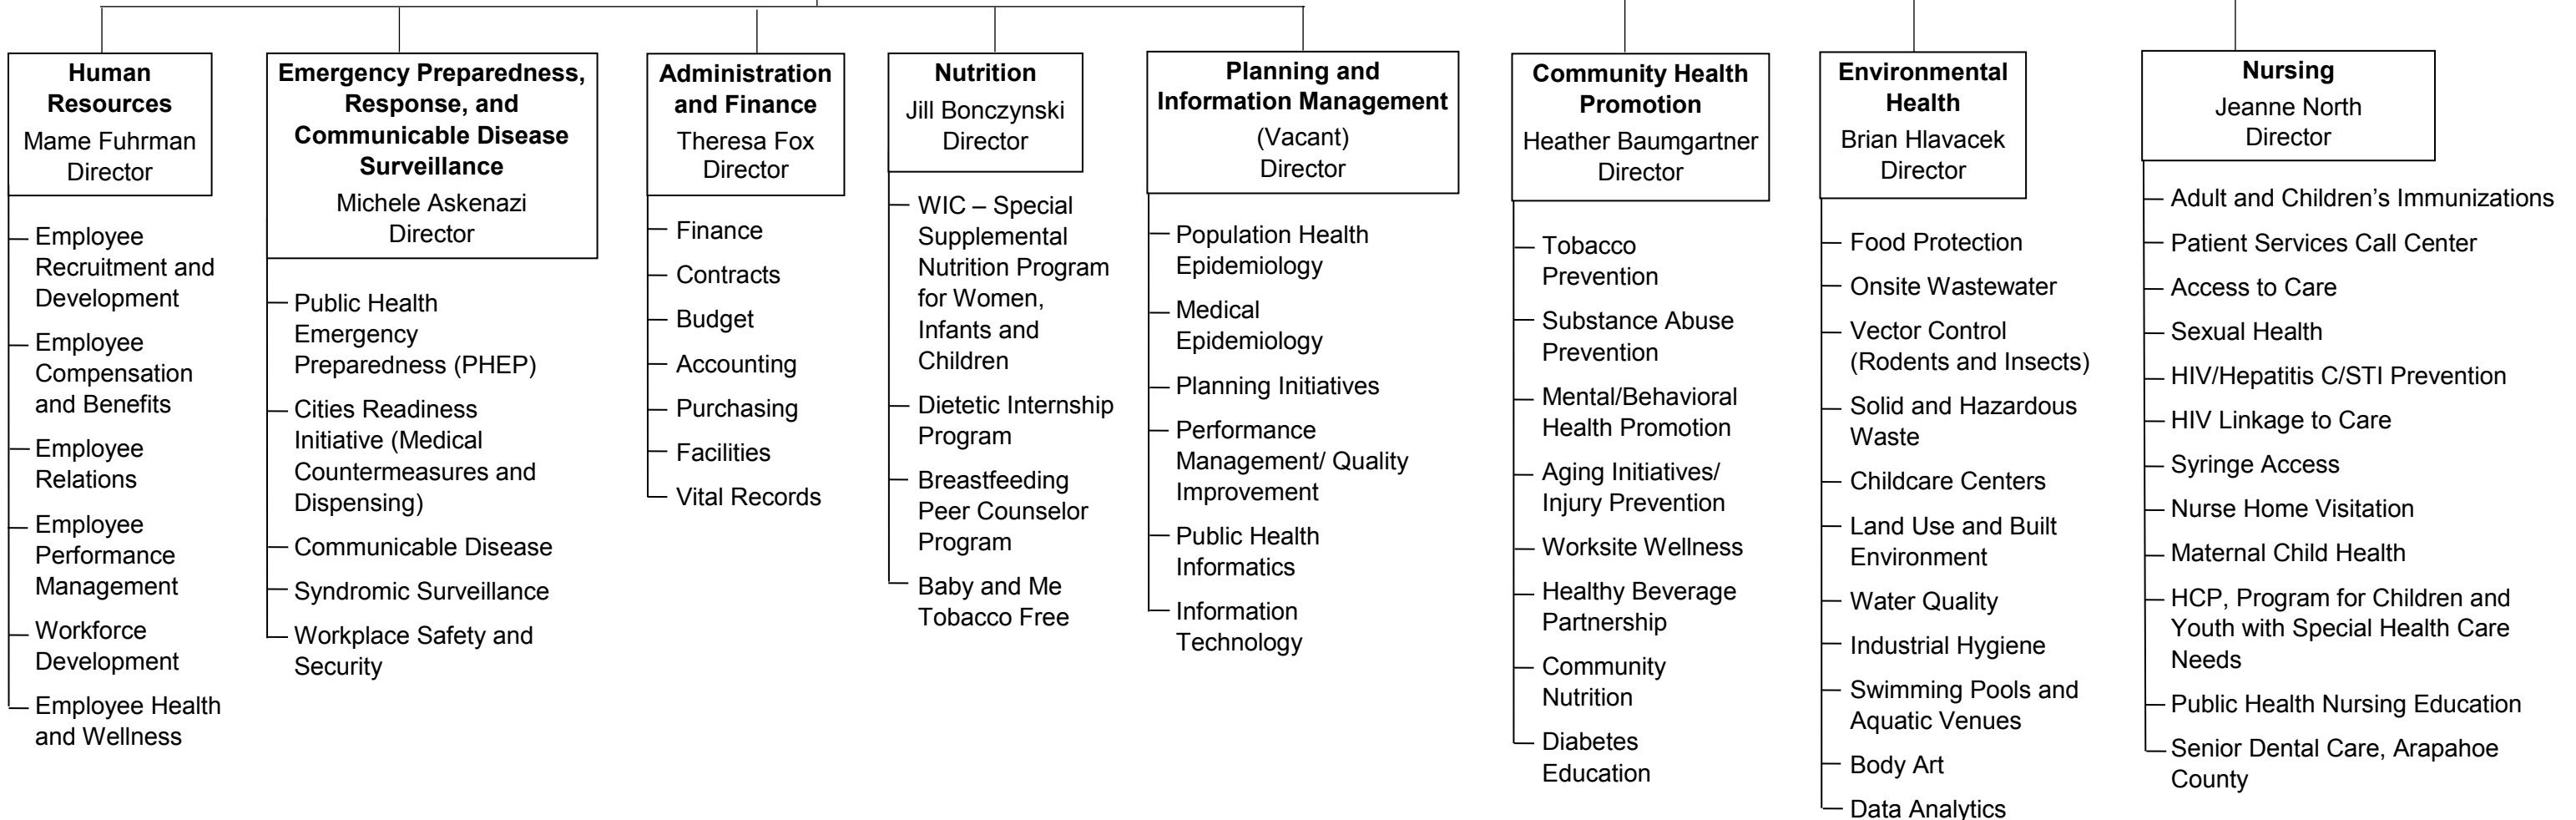 Human
Resources
Mame Fuhrman
Director
Employee
Recruitment and
Development
Employee
Compensation
and Benefits
Employee
Relations
Employee
Performance
Management
Workforce
Development
Employee Health
and Wellness
Emergency Preparedness,
Response, and
Communicable Disease
Surveillance
Michele Askenazi
Director
Public Health
Emergency
Preparedness (PHEP)
Cities Readiness
Initiative (Medical
Countermeasures and
Dispensing)
Communicable Disease
Syndromic Surveillance
Workplace Safety and
Security
Administration
and Finance
Theresa Fox
Director
Finance
Contracts
Budget
Accounting
Purchasing
Facilities
Vital Records
Nutrition
Jill Bonczynski
Director
WIC – Special
Supplemental
Nutrition Program
for Women,
Infants and
Children
Dietetic Internship
Program
Breastfeeding
Peer Counselor
Program
Baby and Me
Tobacco Free
Planning and
Information Management
(Vacant)
Director
Population Health
Epidemiology
Medical
Epidemiology
Planning Initiatives
Performance
Management/ Quality
Improvement
Public Health
Informatics
Information
Technology
Community Health
Promotion
Heather Baumgartner
Director
Tobacco
Prevention
Substance Abuse
Prevention
Mental/Behavioral
Health Promotion
Aging Initiatives/
Injury Prevention
Worksite Wellness
Healthy Beverage
Partnership
Community
Nutrition
Diabetes
Education
Environmental
Health
Brian Hlavacek
Director
Food Protection
Onsite Wastewater
Vector Control
(Rodents and Insects)
Solid and Hazardous
Waste
Childcare Centers
Land Use and Built
Environment
Water Quality
Industrial Hygiene
Swimming Pools and
Aquatic Venues
Body Art
Data Analytics
Nursing
Jeanne North
Director
Adult and Children’s Immunizations
Patient Services Call Center
Access to Care
Sexual Health
HIV/Hepatitis C/STI Prevention
HIV Linkage to Care
Syringe Access
Nurse Home Visitation
Maternal Child Health
HCP, Program for Children and
Youth with Special Health Care
Needs
Public Health Nursing Education
Senior Dental Care, Arapahoe
County